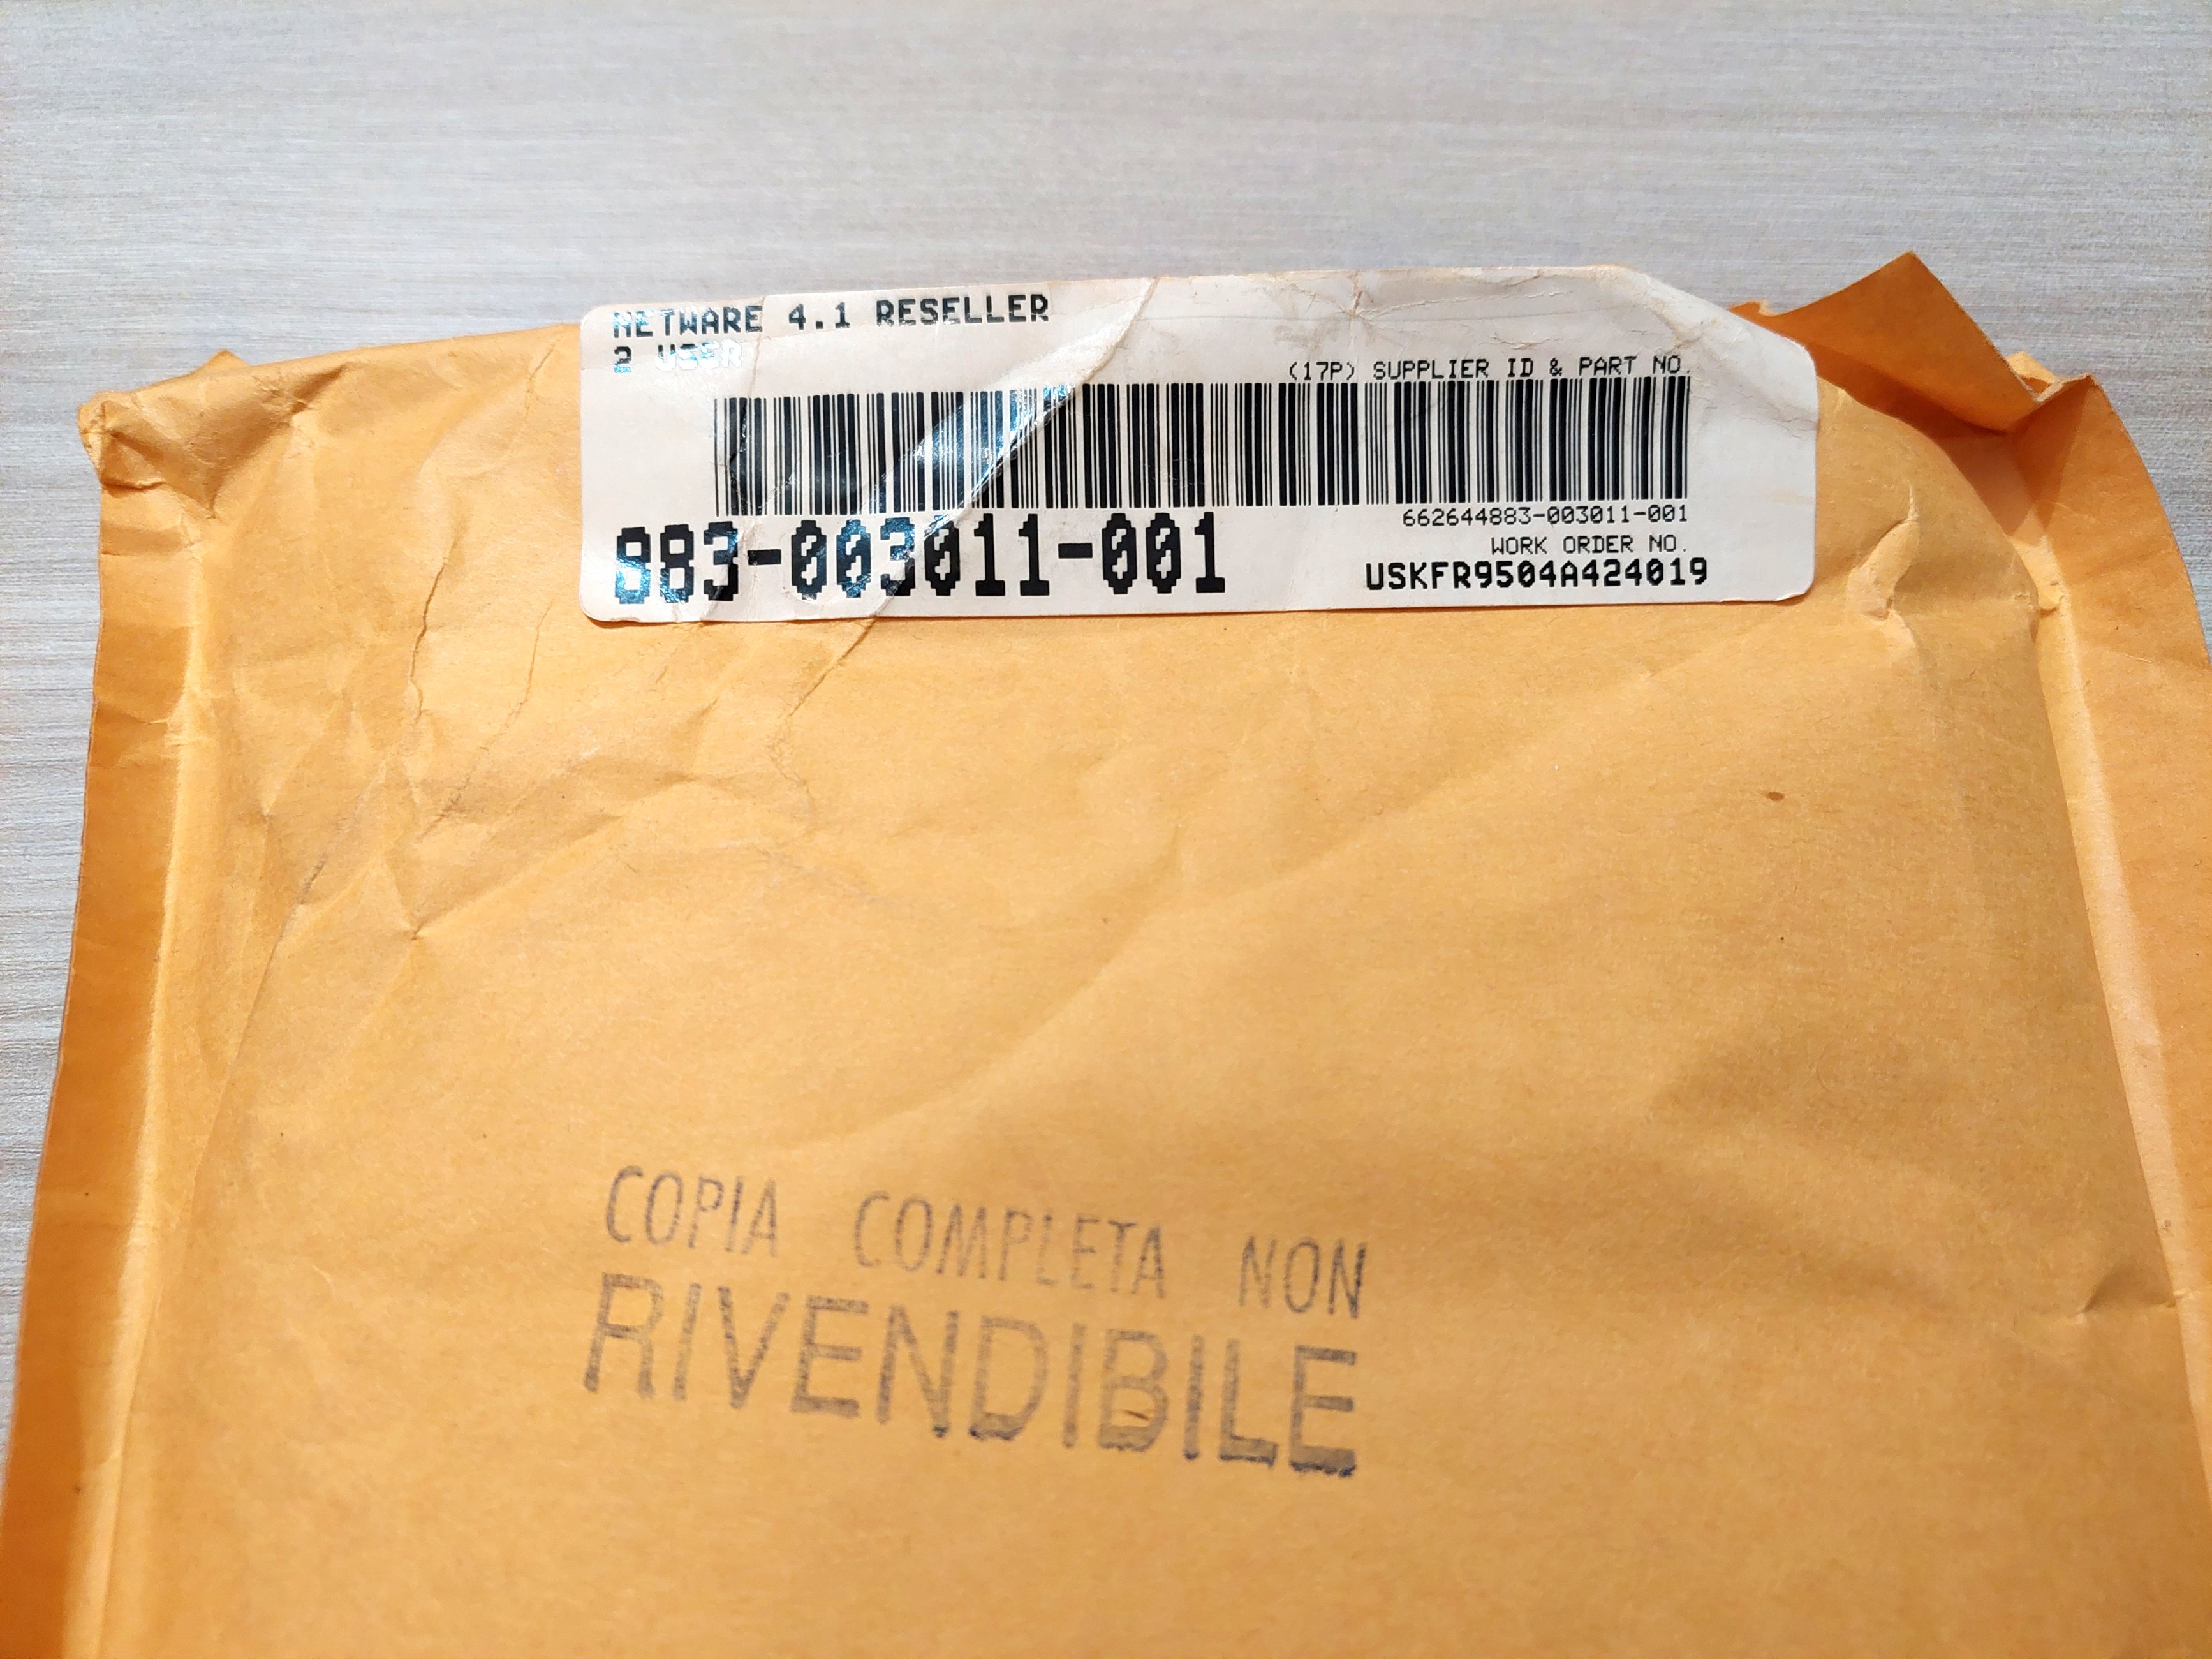 NETWARE 4.1 RESELLER
2 USER
(17P) SUPPLIER ID & PART NO.
662644883-003011-001
883-003011-001
WORK ORDER NO.
USKFR9504A424019
COPIA COMPLETA NON
RIVENDIBILE